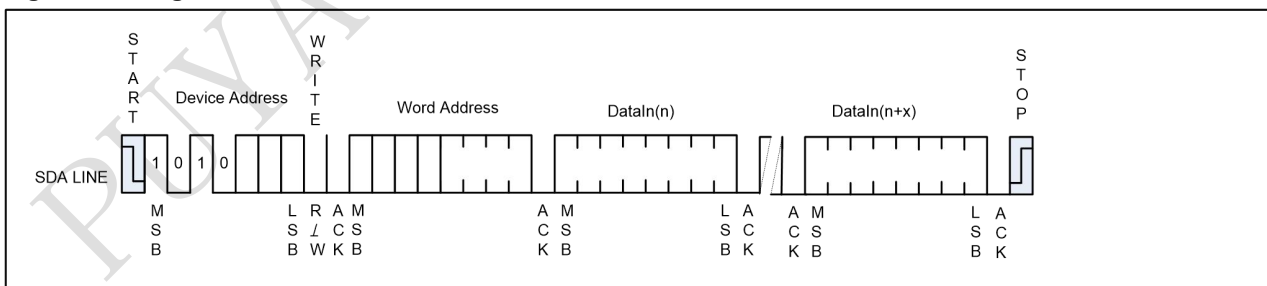 START
WRITE
STOP
Device Address
Word Address
DataIn(n)
DataIn(n+x)
SDA LINE
1 0 1 0
MSB
LSB
R/W
ACK
MSB
ACK
MSB
LSB
ACK
ACK
MSB
LSB
ACK
PUYA